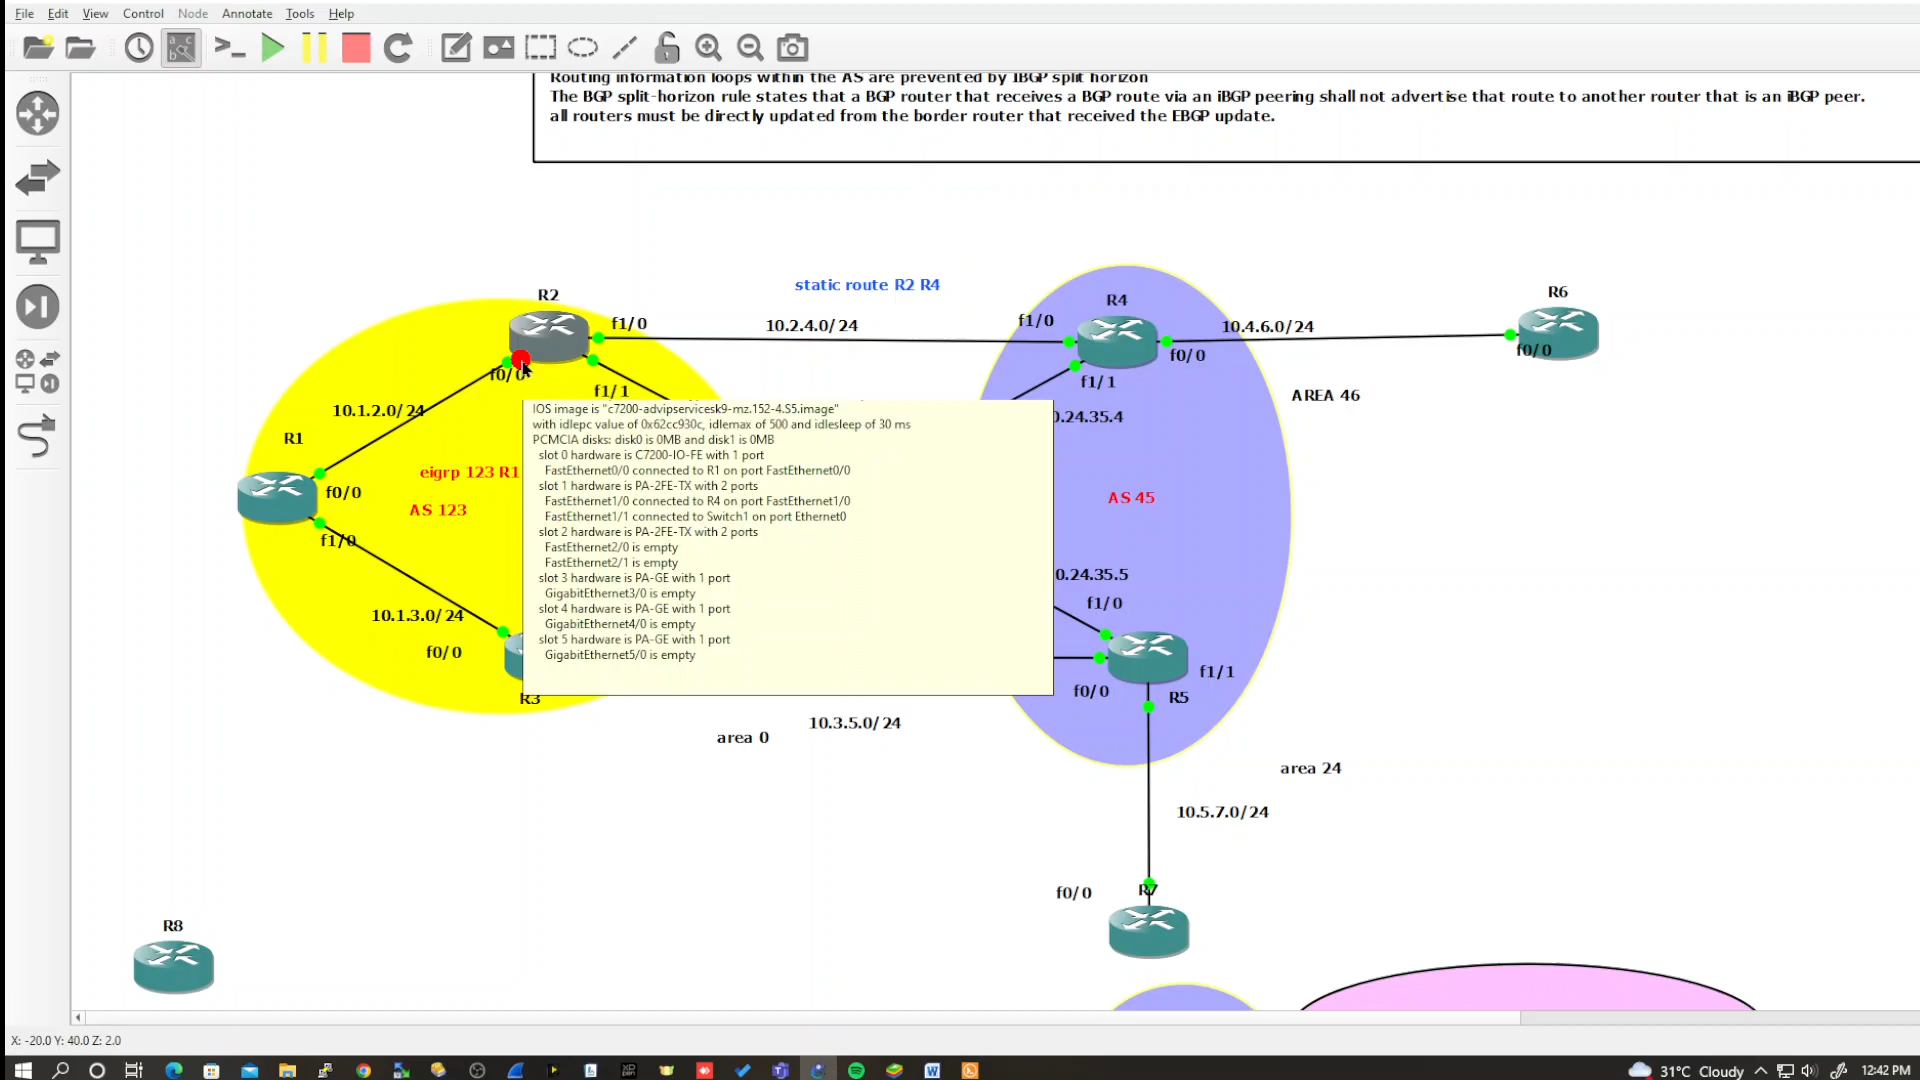 File Edit View Control Node Annotate Tools Help
Routing information loops within the AS are prevented by IBGP split horizon
The BGP split-horizon rule states that a BGP router that receives a BGP route via an iBGP peering shall not advertise that route to another router that is an iBGP peer.
all routers must be directly updated from the border router that received the EBGP update.
static route R2 R4
R2
R4
R6
f1/0
10.2.4.0/24
f1/0
10.4.6.0/24
f0/0
f0/0
f0/0
f1/1
f1/1
AREA 46
10.1.2.0/24
0.24.35.4
R1
eigrp 123 R1
f0/0
AS 123
AS 45
f1/0
IOS image is "c7200-advipservicesk9-mz.152-4.S5.image"
with idlepc value of 0x62cc930c, idlemax of 500 and idlesleep of 30 ms
PCMCIA disks: disk0 is 0MB and disk1 is 0MB
slot 0 hardware is C7200-IO-FE with 1 port
FastEthernet0/0 connected to R1 on port FastEthernet0/0
slot 1 hardware is PA-2FE-TX with 2 ports
FastEthernet1/0 connected to R4 on port FastEthernet1/0
FastEthernet1/1 connected to Switch1 on port Ethernet0
slot 2 hardware is PA-2FE-TX with 2 ports
FastEthernet2/0 is empty
FastEthernet2/1 is empty
slot 3 hardware is PA-GE with 1 port
GigabitEthernet3/0 is empty
slot 4 hardware is PA-GE with 1 port
GigabitEthernet4/0 is empty
slot 5 hardware is PA-GE with 1 port
GigabitEthernet5/0 is empty
0.24.35.5
f1/0
10.1.3.0/24
f0/0
f1/1
R3
f0/0
R5
10.3.5.0/24
area 0
area 24
10.5.7.0/24
f0/0
R7
R8
X: -20.0 Y: 40.0 Z: 2.0
31°C Cloudy
12:42 PM